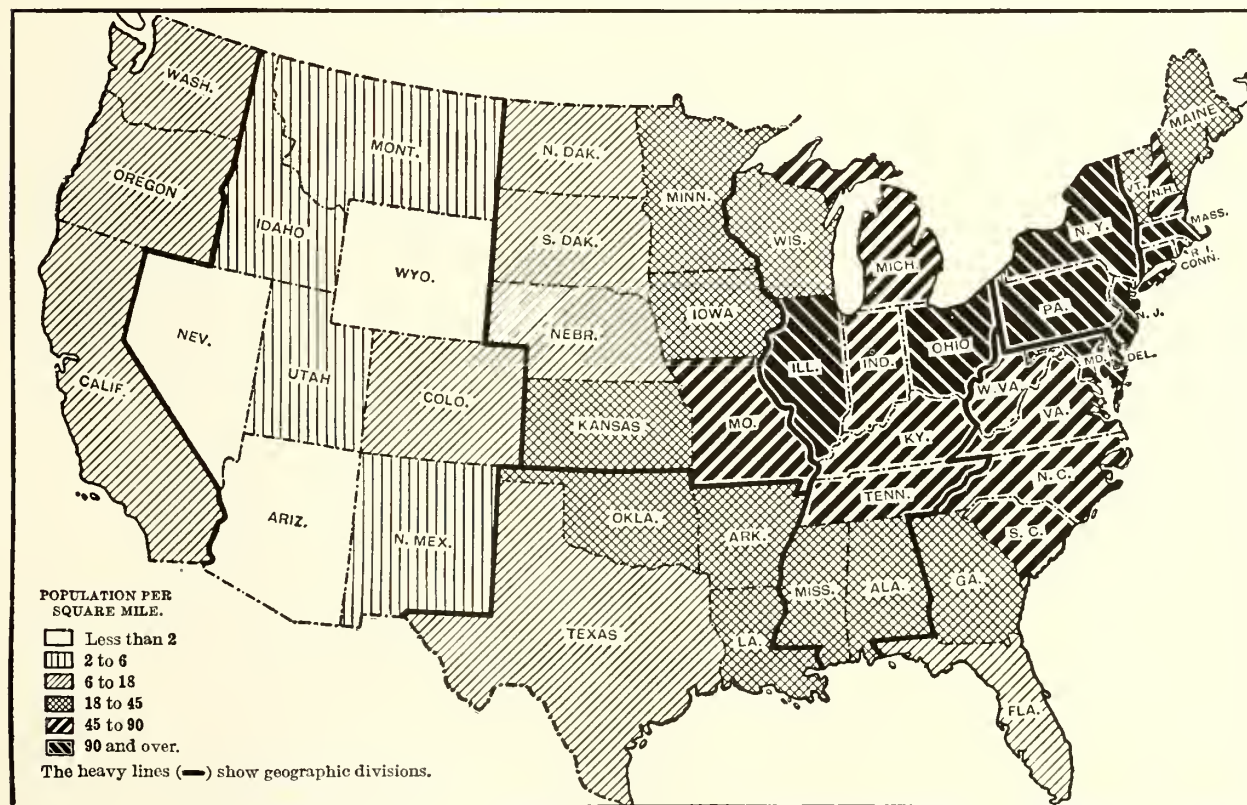 WASH.
OREGON
CALIF.
IDAHO
MONT.
WYO.
NEV.
UTAH
COLO.
ARIZ.
N. MEX.
N. DAK.
S. DAK.
NEBR.
KANSAS
OKLA.
TEXAS
MINN.
IOWA
MO.
ARK.
LA.
WIS.
MICH.
ILL.
IND.
OHIO
KY.
TENN.
MISS.
ALA.
GA.
FLA.
S. C.
N. C.
VA.
W. VA.
MD.
DEL.
PA.
N. J.
N. Y.
CONN.
R. I.
MASS.
VT.
N.H.
MAINE
POPULATION PER
SQUARE MILE.
Less than 2
2 to 6
6 to 18
18 to 45
45 to 90
90 and over.
The heavy lines (━) show geographic divisions.